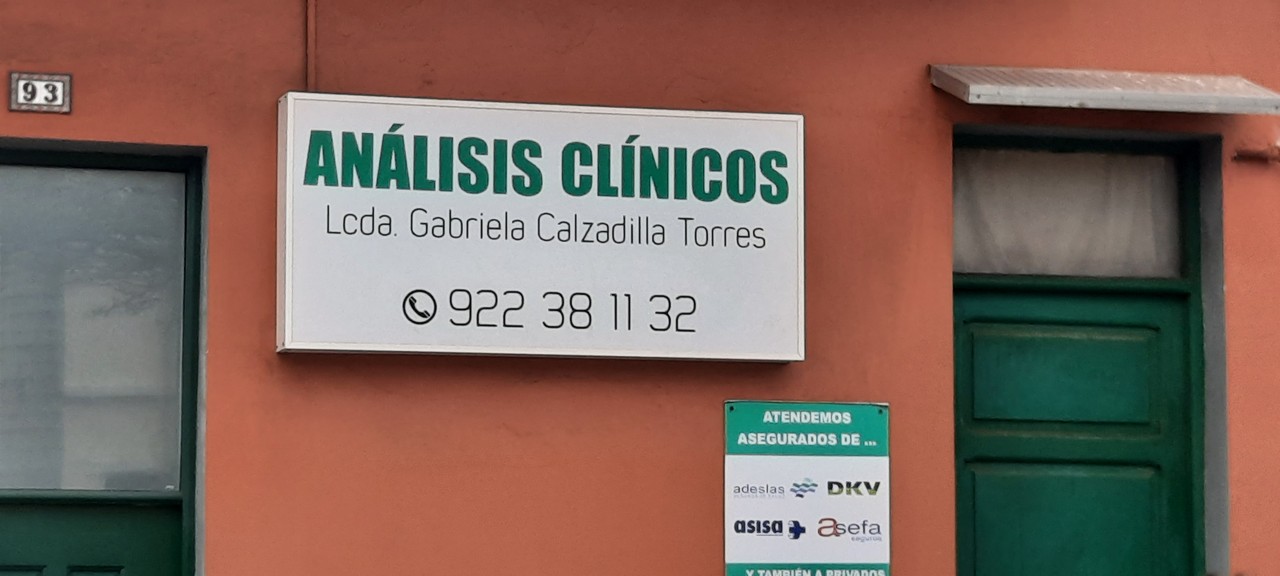 93
ANÁLISIS CLÍNICOS
Lcda. Gabriela Calzadilla Torres
922 38 11 32
ATENDEMOS
ASEGURADOS DE ...
adeslas DKV
asisa asefa
seguros
Y TAMBIÉN A PRIVADOS